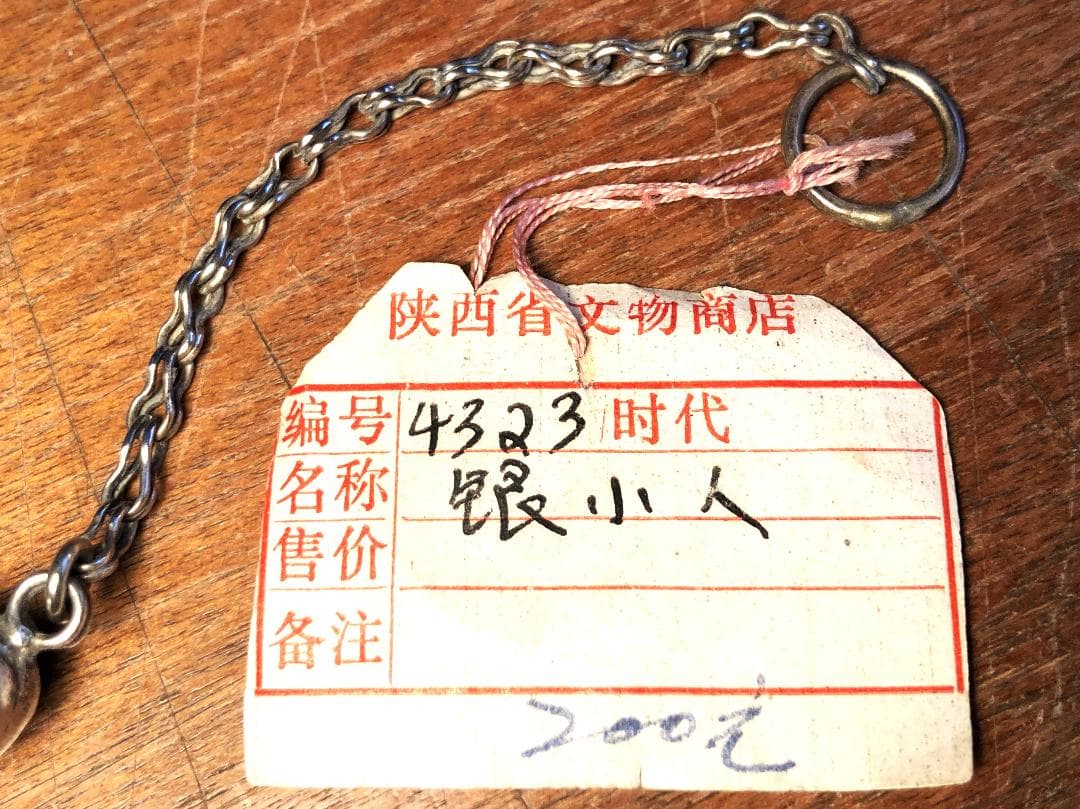 陕西省文物商店
编号 4323 时代
名称 银小人
售价
备注
200元